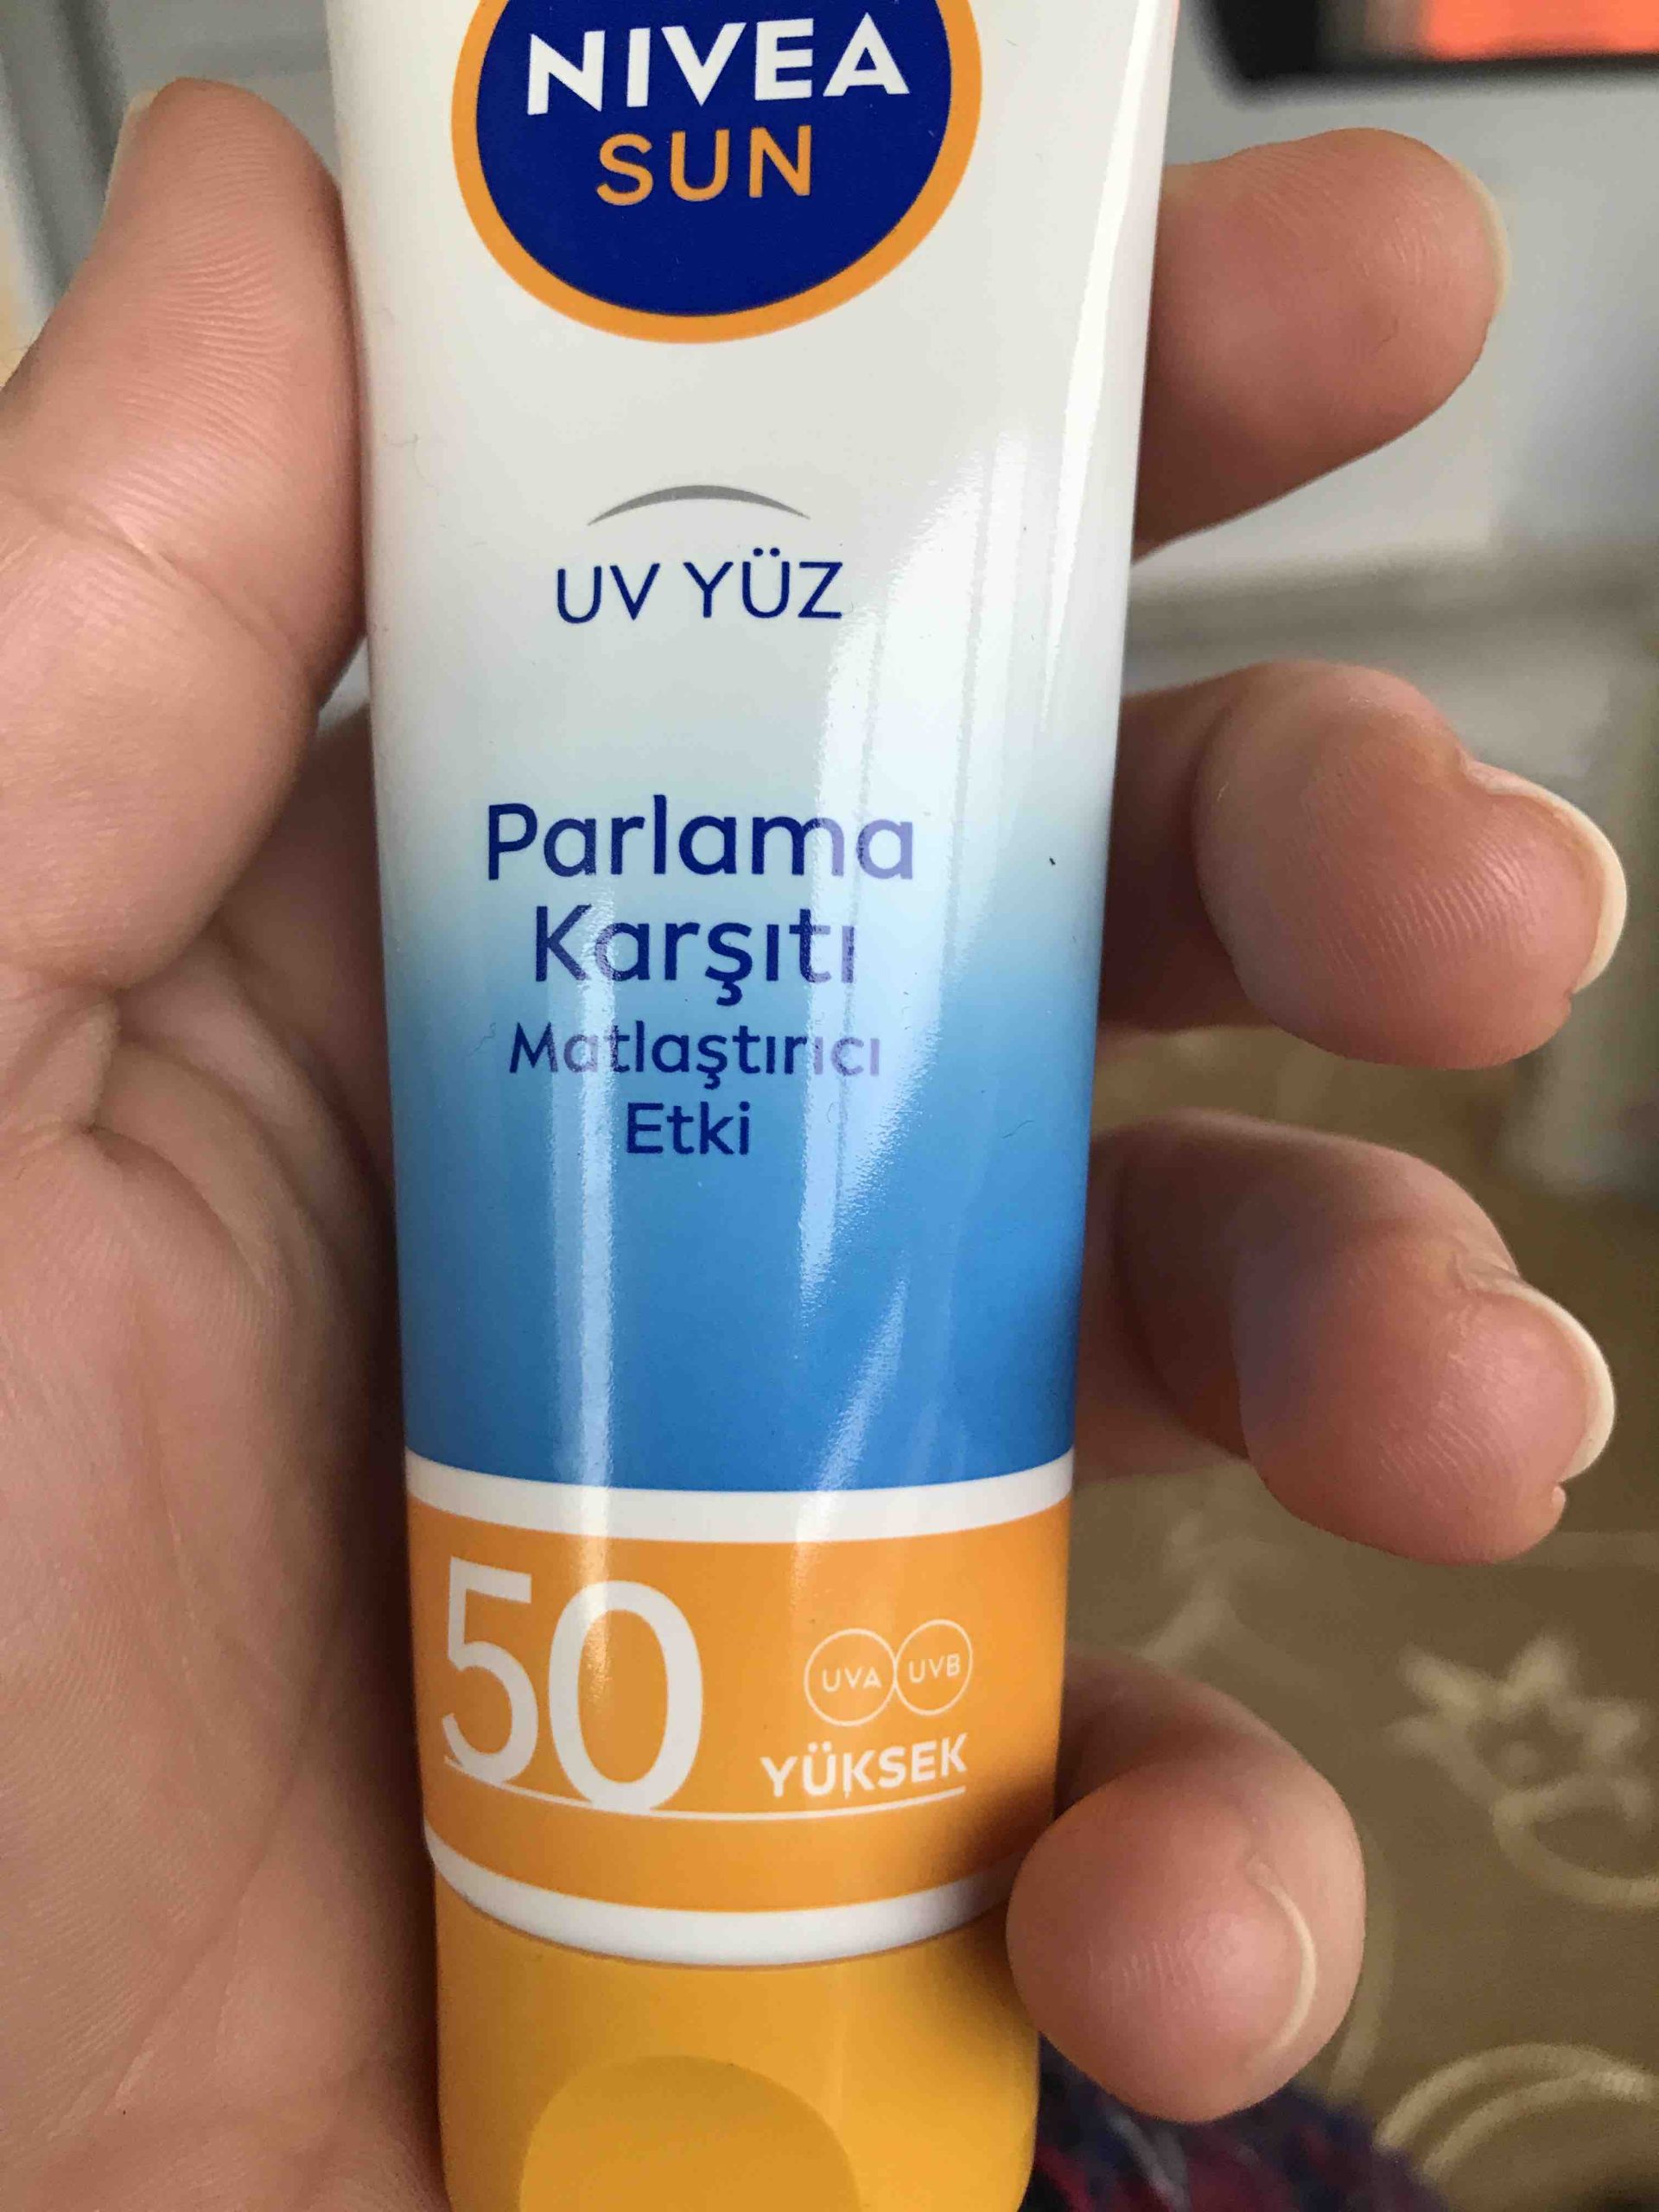 NIVEA
SUN
UV YÜZ
Parlama
Karşıtı
Matlaştırıcı
Etki
50
UVA UVB
YÜKSEK